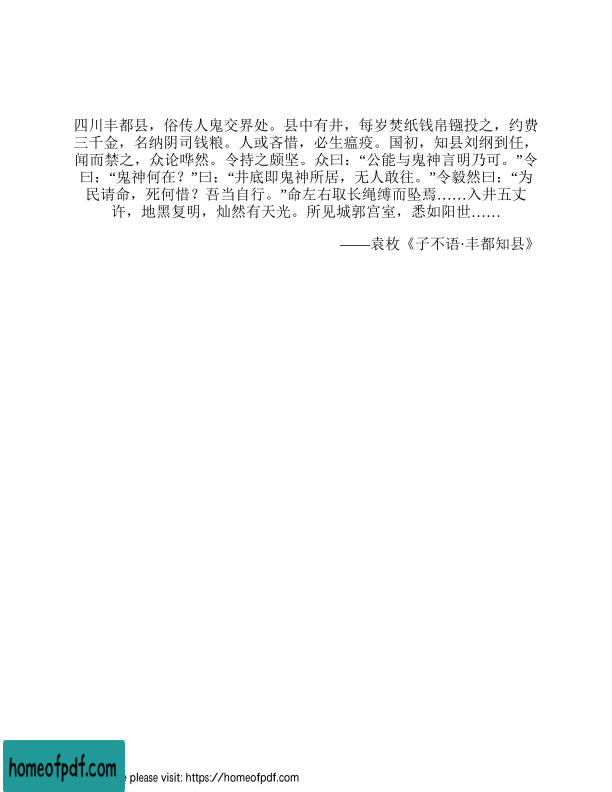 四川丰都县，俗传人鬼交界处。县中有井，每岁焚纸钱帛镪投之，约费
三千金，名纳阴司钱粮。人或吝惜，必生瘟疫。国初，知县刘纲到任，
闻而禁之，众论哗然。令持之颇坚。众曰：“公能与鬼神言明乃可。”令
曰：“鬼神何在？”曰：“井底即鬼神所居，无人敢往。”令毅然曰：“为
民请命，死何惜？吾当自行。”命左右取长绳缚而坠焉……入井五丈
许，地黑复明，灿然有天光。所见城郭宫室，悉如阳世……
——袁枚《子不语·丰都知县》
homeofpdf.com
e please visit: https://homeofpdf.com